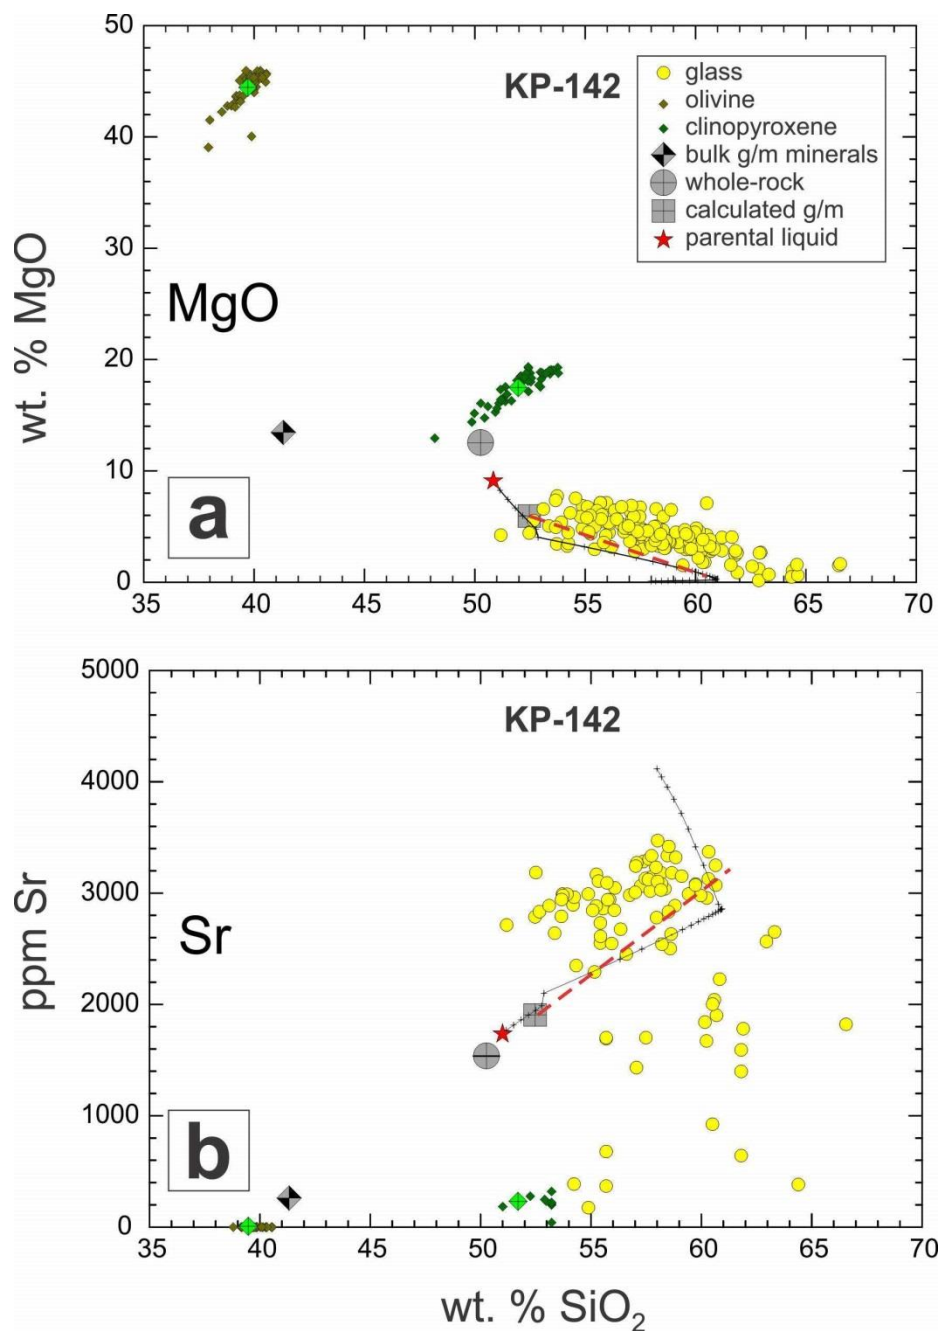 50
40
30
20
10
0
wt. % MgO
MgO
KP-142
glass
olivine
clinopyroxene
bulk g/m minerals
whole-rock
calculated g/m
parental liquid
a
35 40 45 50 55 60 65 70
5000
4000
3000
2000
1000
0
ppm Sr
KP-142
Sr
b
35 40 45 50 55 60 65 70
wt. % SiO₂